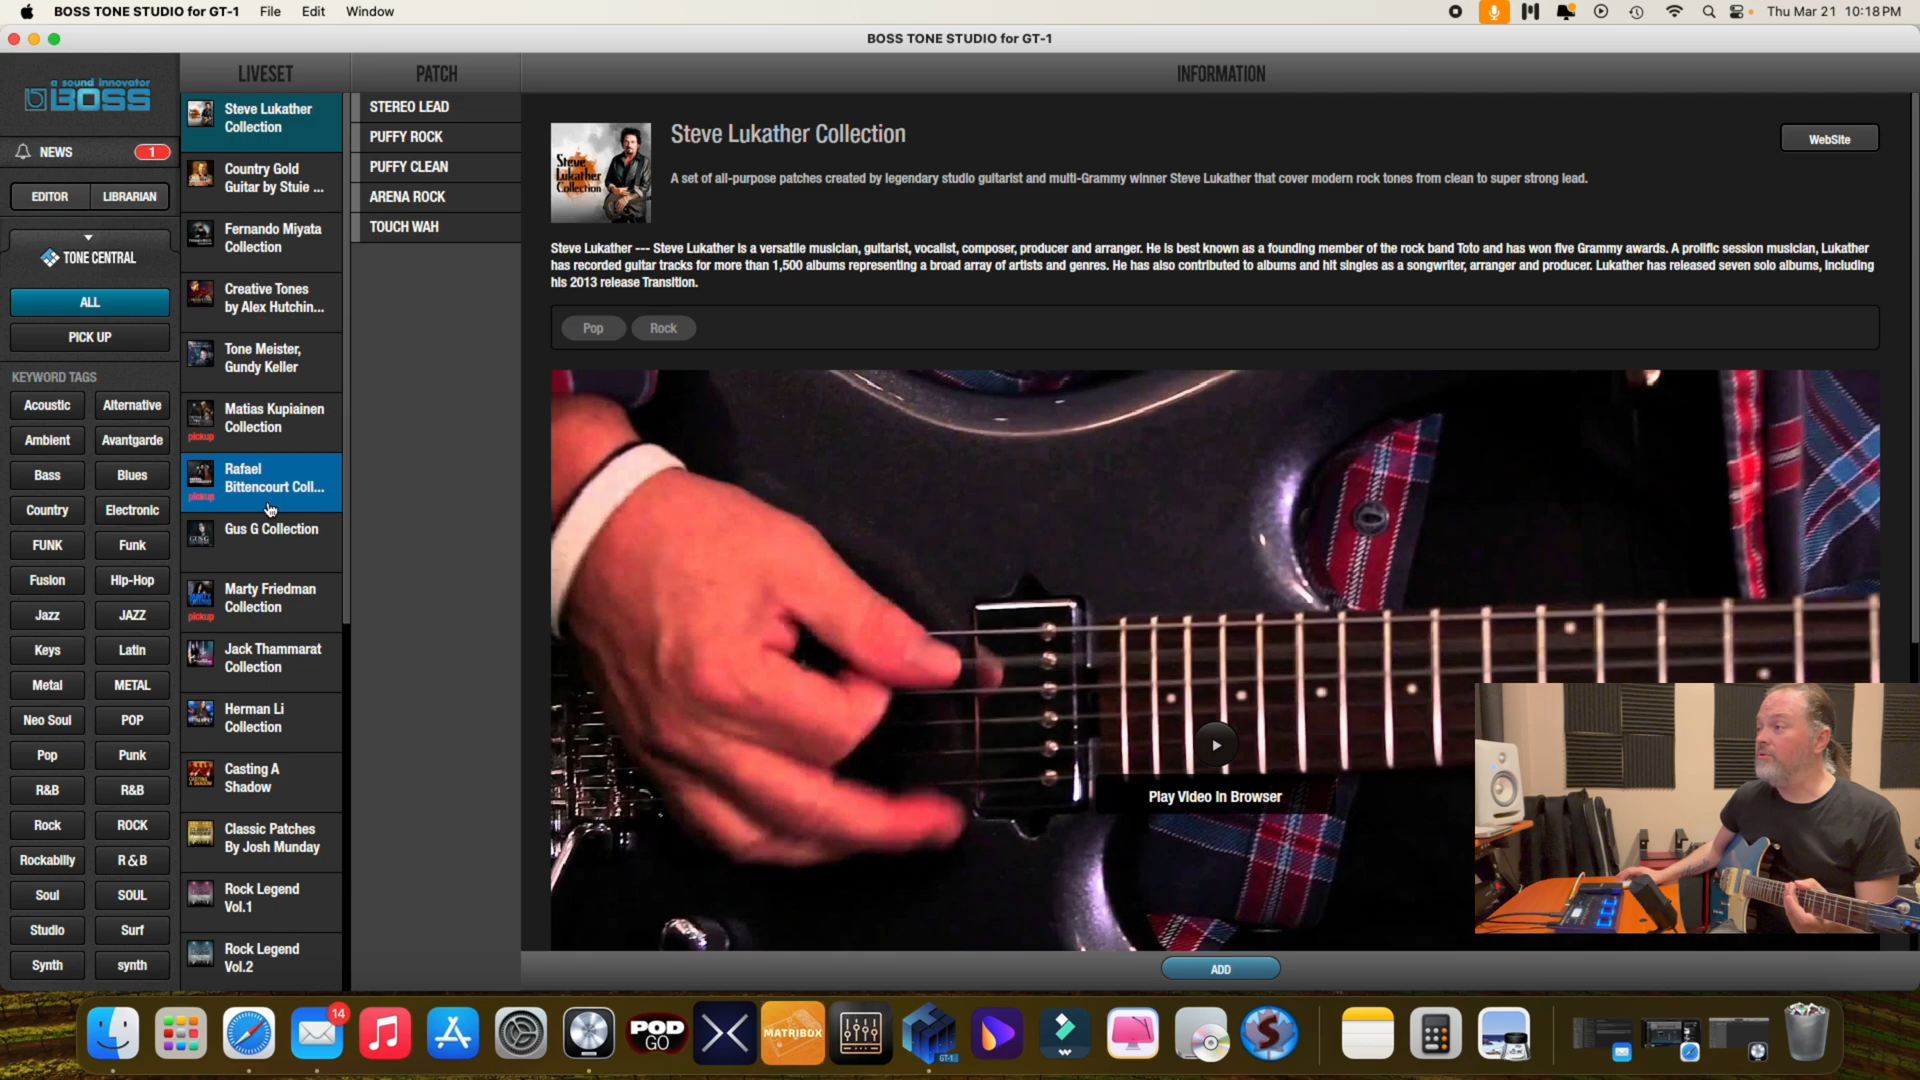 BOSS TONE STUDIO for GT-1 File Edit Window
Thu Mar 21 10:18 PM
BOSS TONE STUDIO for GT-1
a sound innovator
BOSS
NEWS 1
EDITOR LIBRARIAN
TONE CENTRAL
ALL
PICK UP
KEYWORD TAGS
Acoustic Alternative
Ambient Avantgarde
Bass Blues
Country Electronic
FUNK Funk
Fusion Hip-Hop
Jazz JAZZ
Keys Latin
Metal METAL
Neo Soul POP
Pop Punk
R&B R&B
Rock ROCK
Rockabilly R & B
Soul SOUL
Studio Surf
Synth synth
LIVESET
Steve Lukather
Collection
Country Gold
Guitar by Stuie ...
Fernando Miyata
Collection
Creative Tones
by Alex Hutchin...
Tone Meister,
Gundy Keller
Matias Kupiainen
Collection
pickup
Rafael
Bittencourt Coll...
pickup
Gus G Collection
Marty Friedman
Collection
pickup
Jack Thammarat
Collection
Herman Li
Collection
Casting A
Shadow
Classic Patches
By Josh Munday
Rock Legend
Vol.1
Rock Legend
Vol.2
PATCH
STEREO LEAD
PUFFY ROCK
PUFFY CLEAN
ARENA ROCK
TOUCH WAH
INFORMATION
Steve
Lukather
Collection
Steve Lukather Collection
WebSite
A set of all-purpose patches created by legendary studio guitarist and multi-Grammy winner Steve Lukather that cover modern rock tones from clean to super strong lead.
Steve Lukather --- Steve Lukather is a versatile musician, guitarist, vocalist, composer, producer and arranger. He is best known as a founding member of the rock band Toto and has won five Grammy awards. A prolific session musician, Lukather
has recorded guitar tracks for more than 1,500 albums representing a broad array of artists and genres. He has also contributed to albums and hit singles as a songwriter, arranger and producer. Lukather has released seven solo albums, including
his 2013 release Transition.
Pop Rock
Play Video In Browser
ADD
14
POD
GO
MATRIBOX
GT-1